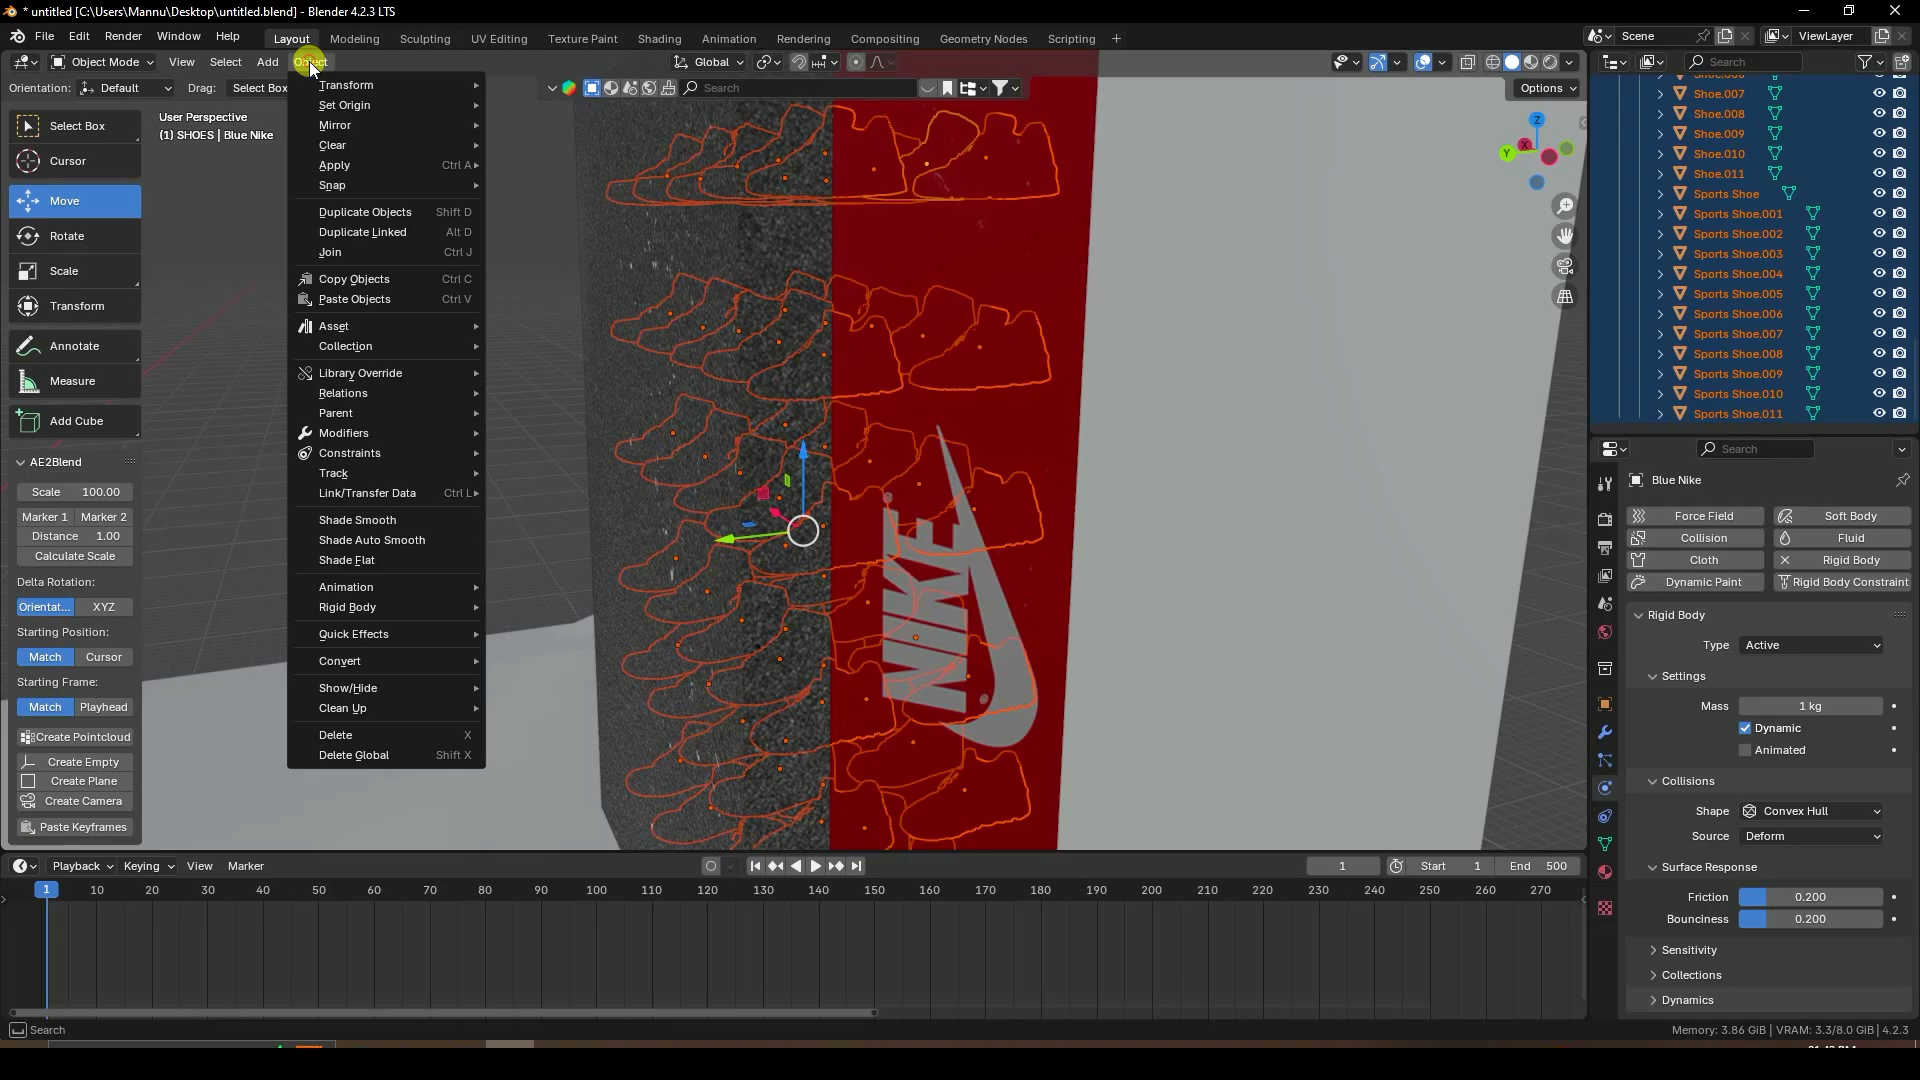 * untitled [C:\Users\Mannu\Desktop\untitled.blend] - Blender 4.2.3 LTS
File Edit Render Window Help
Layout Modeling Sculpting UV Editing Texture Paint Shading Animation Rendering Compositing Geometry Nodes Scripting +
Scene
ViewLayer
Object Mode View Select Add Object
Global
Search
Orientation: Default Drag: Select Box
Search
Options
User Perspective
(1) SHOES | Blue Nike
Select Box
Cursor
Move
Rotate
Scale
Transform
Annotate
Measure
Add Cube
AE2Blend
Scale 100.00
Marker 1 Marker 2
Distance 1.00
Calculate Scale
Delta Rotation:
Orientat... XYZ
Starting Position:
Match Cursor
Starting Frame:
Match Playhead
Create Pointcloud
Create Empty
Create Plane
Create Camera
Paste Keyframes
Transform
Set Origin
Mirror
Clear
Apply Ctrl A
Snap
Duplicate Objects Shift D
Duplicate Linked Alt D
Join Ctrl J
Copy Objects Ctrl C
Paste Objects Ctrl V
Asset
Collection
Library Override
Relations
Parent
Modifiers
Constraints
Track
Link/Transfer Data Ctrl L
Shade Smooth
Shade Auto Smooth
Shade Flat
Animation
Rigid Body
Quick Effects
Convert
Show/Hide
Clean Up
Delete X
Delete Global Shift X
NIKE
Z
X
Y
Shoe.007
Shoe.008
Shoe.009
Shoe.010
Shoe.011
Sports Shoe
Sports Shoe.001
Sports Shoe.002
Sports Shoe.003
Sports Shoe.004
Sports Shoe.005
Sports Shoe.006
Sports Shoe.007
Sports Shoe.008
Sports Shoe.009
Sports Shoe.010
Sports Shoe.011
Search
Blue Nike
Force Field Soft Body
Collision Fluid
Cloth Rigid Body
Dynamic Paint Rigid Body Constraint
Rigid Body
Type Active
Settings
Mass 1 kg
Dynamic
Animated
Collisions
Shape Convex Hull
Source Deform
Surface Response
Friction 0.200
Bounciness 0.200
Sensitivity
Collections
Dynamics
Playback Keying View Marker
1 Start 1 End 500
1 10 20 30 40 50 60 70 80 90 100 110 120 130 140 150 160 170 180 190 200 210 220 230 240 250 260 270
Search
Memory: 3.86 GiB | VRAM: 3.3/8.0 GiB | 4.2.3